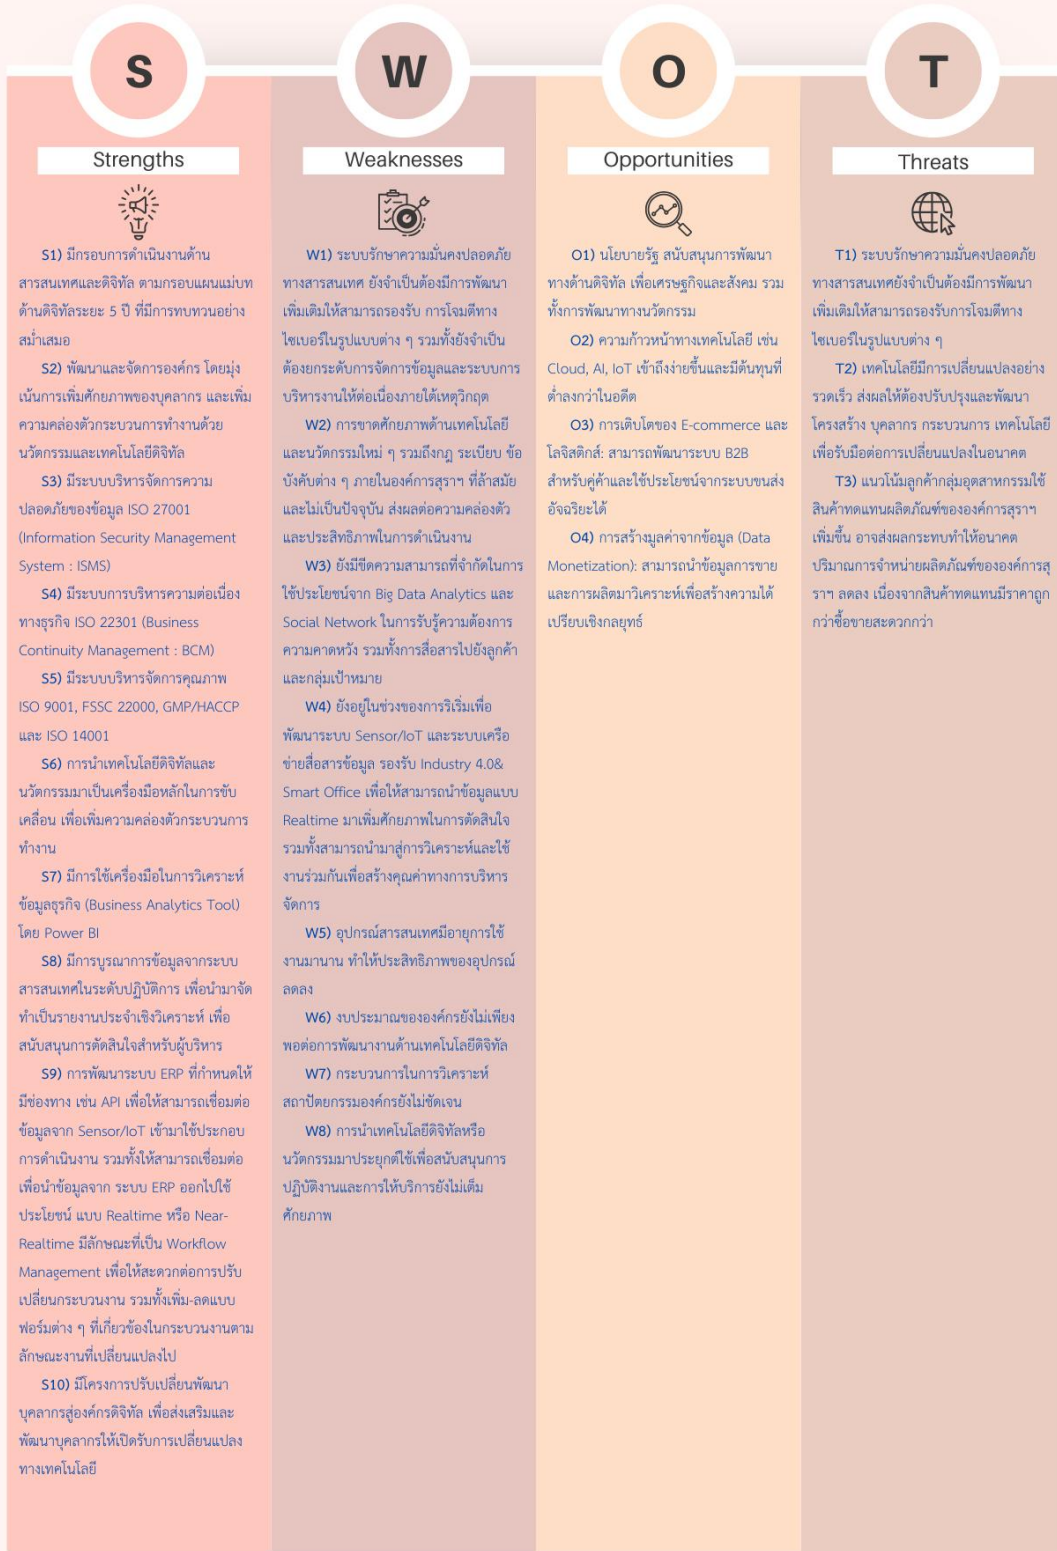 S
Strengths
S1) มีกรอบการดำเนินงานด้าน
สารสนเทศและดิจิทัล ตามกรอบแผนแม่บท
ด้านดิจิทัลระยะ 5 ปี ที่มีการทบทวนอย่าง
สม่ำเสมอ
S2) พัฒนาและจัดการองค์กร โดยมุ่ง
เน้นการเพิ่มศักยภาพของบุคลากร และเพิ่ม
ความคล่องตัวกระบวนการทำงานด้วย
นวัตกรรมและเทคโนโลยีดิจิทัล
S3) มีระบบบริหารจัดการความ
ปลอดภัยของข้อมูล ISO 27001
(Information Security Management
System : ISMS)
S4) มีระบบการบริหารความต่อเนื่อง
ทางธุรกิจ ISO 22301 (Business
Continuity Management : BCM)
S5) มีระบบบริหารจัดการคุณภาพ
ISO 9001, FSSC 22000, GMP/HACCP
และ ISO 14001
S6) การนำเทคโนโลยีดิจิทัลและ
นวัตกรรมมาเป็นเครื่องมือหลักในการขับ
เคลื่อน เพื่อเพิ่มความคล่องตัวกระบวนการ
ทำงาน
S7) มีการใช้เครื่องมือในการวิเคราะห์
ข้อมูลธุรกิจ (Business Analytics Tool)
โดย Power BI
S8) มีการบูรณาการข้อมูลจากระบบ
สารสนเทศในระดับปฏิบัติการ เพื่อนำมาจัด
ทำเป็นรายงานประจำเชิงวิเคราะห์ เพื่อ
สนับสนุนการตัดสินใจสำหรับผู้บริหาร
S9) การพัฒนาระบบ ERP ที่กำหนดให้
มีช่องทาง เช่น API เพื่อให้สามารถเชื่อมต่อ
ข้อมูลจาก Sensor/IoT เข้ามาใช้ประกอบ
การดำเนินงาน รวมทั้งให้สามารถเชื่อมต่อ
เพื่อนำข้อมูลจาก ระบบ ERP ออกไปใช้
ประโยชน์ แบบ Realtime หรือ Near-
Realtime มีลักษณะที่เป็น Workflow
Management เพื่อให้สะดวกต่อการปรับ
เปลี่ยนกระบวนงาน รวมทั้งเพิ่ม-ลดแบบ
ฟอร์มต่าง ๆ ที่เกี่ยวข้องในกระบวนงานตาม
ลักษณะงานที่เปลี่ยนแปลงไป
S10) มีโครงการปรับเปลี่ยนพัฒนา
บุคลากรสู่องค์กรดิจิทัล เพื่อส่งเสริมและ
พัฒนาบุคลากรให้เปิดรับการเปลี่ยนแปลง
ทางเทคโนโลยี
W
Weaknesses
W1) ระบบรักษาความมั่นคงปลอดภัย
ทางสารสนเทศ ยังจำเป็นต้องมีการพัฒนา
เพิ่มเติมให้สามารถรองรับ การโจมตีทาง
ไซเบอร์ในรูปแบบต่าง ๆ รวมทั้งยังจำเป็น
ต้องยกระดับการจัดการข้อมูลและระบบการ
บริหารงานให้ต่อเนื่องภายใต้เหตุวิกฤต
W2) การขาดศักยภาพด้านเทคโนโลยี
และนวัตกรรมใหม่ ๆ รวมถึงกฎ ระเบียบ ข้อ
บังคับต่าง ๆ ภายในองค์การสุราฯ ที่ล้าสมัย
และไม่เป็นปัจจุบัน ส่งผลต่อความคล่องตัว
และประสิทธิภาพในการดำเนินงาน
W3) ยังมีขีดความสามารถที่จำกัดในการ
ใช้ประโยชน์จาก Big Data Analytics และ
Social Network ในการรับรู้ความต้องการ
ความคาดหวัง รวมทั้งการสื่อสารไปยังลูกค้า
และกลุ่มเป้าหมาย
W4) ยังอยู่ในช่วงของการริเริ่มเพื่อ
พัฒนาระบบ Sensor/IoT และระบบเครือ
ข่ายสื่อสารข้อมูล รองรับ Industry 4.0&
Smart Office เพื่อให้สามารถนำข้อมูลแบบ
Realtime มาเพิ่มศักยภาพในการตัดสินใจ
รวมทั้งสามารถนำมาสู่การวิเคราะห์และใช้
งานร่วมกันเพื่อสร้างคุณค่าทางการบริหาร
จัดการ
W5) อุปกรณ์สารสนเทศมีอายุการใช้
งานมานาน ทำให้ประสิทธิภาพของอุปกรณ์
ลดลง
W6) งบประมาณขององค์กรยังไม่เพียง
พอต่อการพัฒนางานด้านเทคโนโลยีดิจิทัล
W7) กระบวนการในการวิเคราะห์
สถาปัตยกรรมองค์กรยังไม่ชัดเจน
W8) การนำเทคโนโลยีดิจิทัลหรือ
นวัตกรรมมาประยุกต์ใช้เพื่อสนับสนุนการ
ปฏิบัติงานและการให้บริการยังไม่เต็ม
ศักยภาพ
O
Opportunities
O1) นโยบายรัฐ สนับสนุนการพัฒนา
ทางด้านดิจิทัล เพื่อเศรษฐกิจและสังคม รวม
ทั้งการพัฒนาทางนวัตกรรม
O2) ความก้าวหน้าทางเทคโนโลยี เช่น
Cloud, AI, IoT เข้าถึงง่ายขึ้นและมีต้นทุนที่
ต่ำลงกว่าในอดีต
O3) การเติบโตของ E-commerce และ
โลจิสติกส์: สามารถพัฒนาระบบ B2B
สำหรับคู่ค้าและใช้ประโยชน์จากระบบขนส่ง
อัจฉริยะได้
O4) การสร้างมูลค่าจากข้อมูล (Data
Monetization): สามารถนำข้อมูลการขาย
และการผลิตมาวิเคราะห์เพื่อสร้างความได้
เปรียบเชิงกลยุทธ์
T
Threats
T1) ระบบรักษาความมั่นคงปลอดภัย
ทางสารสนเทศยังจำเป็นต้องมีการพัฒนา
เพิ่มเติมให้สามารถรองรับการโจมตีทาง
ไซเบอร์ในรูปแบบต่าง ๆ
T2) เทคโนโลยีมีการเปลี่ยนแปลงอย่าง
รวดเร็ว ส่งผลให้ต้องปรับปรุงและพัฒนา
โครงสร้าง บุคลากร กระบวนการ เทคโนโลยี
เพื่อรับมือต่อการเปลี่ยนแปลงในอนาคต
T3) แนวโน้มลูกค้ากลุ่มอุตสาหกรรมใช้
สินค้าทดแทนผลิตภัณฑ์ขององค์การสุราฯ
เพิ่มขึ้น อาจส่งผลกระทบทำให้อนาคต
ปริมาณการจำหน่ายผลิตภัณฑ์ขององค์การสุ
ราฯ ลดลง เนื่องจากสินค้าทดแทนมีราคาถูก
กว่าซื้อขายสะดวกกว่า